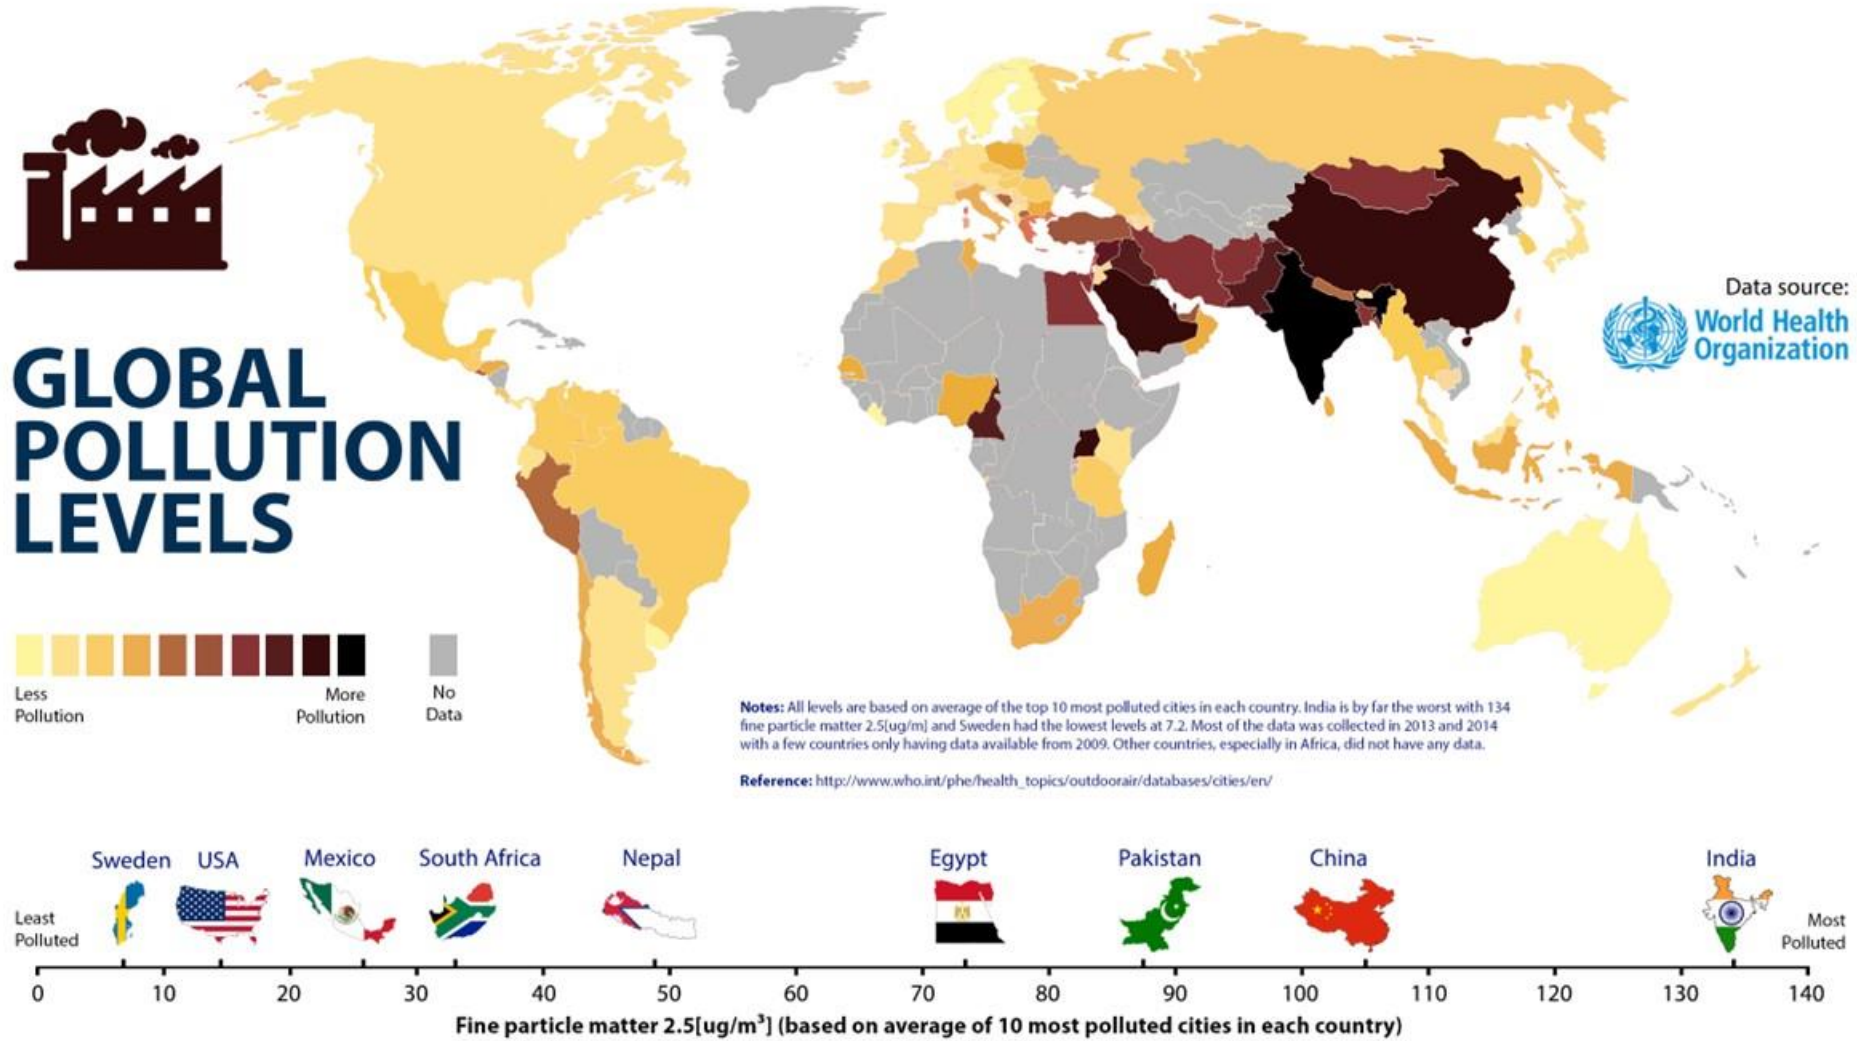 GLOBAL
POLLUTION
LEVELS
Data source:
World Health
Organization
Less
Pollution
More
Pollution
No
Data
Notes: All levels are based on average of the top 10 most polluted cities in each country. India is by far the worst with 134
fine particle matter 2.5[ug/m] and Sweden had the lowest levels at 7.2. Most of the data was collected in 2013 and 2014
with a few countries only having data available from 2009. Other countries, especially in Africa, did not have any data.
Reference: http://www.who.int/phe/health_topics/outdoorair/databases/cities/en/
Sweden USA Mexico South Africa Nepal Egypt Pakistan China India
Least
Polluted
Most
Polluted
0 10 20 30 40 50 60 70 80 90 100 110 120 130 140
Fine particle matter 2.5[ug/m³] (based on average of 10 most polluted cities in each country)